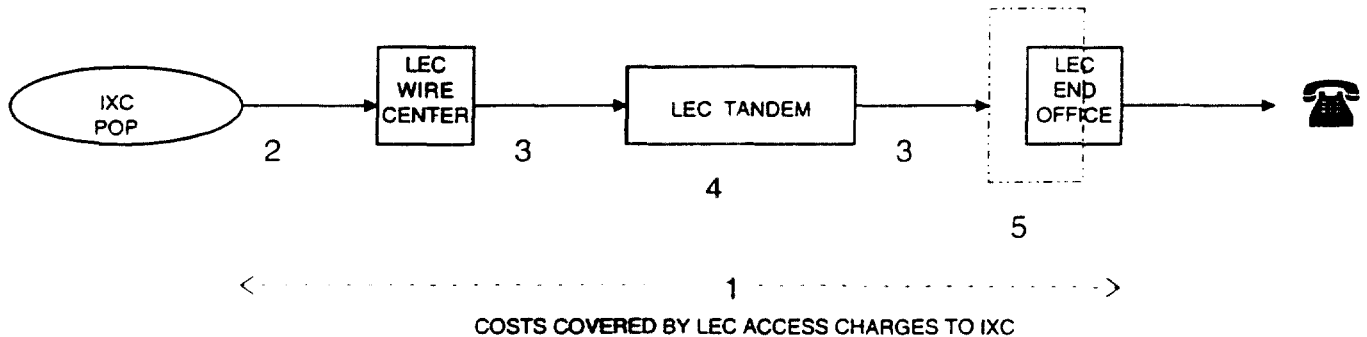 IXC
POP
LEC
WIRE
CENTER
LEC TANDEM
LEC
END
OFFICE
2
3
3
4
5
1
COSTS COVERED BY LEC ACCESS CHARGES TO IXC